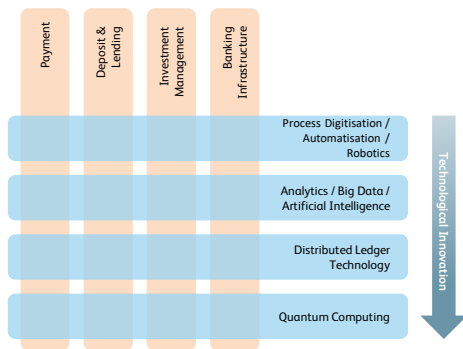 Payment
Deposit &
Lending
Investment
Management
Banking
Infrastructure
Process Digitisation /
Automatisation /
Robotics
Analytics / Big Data /
Artificial Intelligence
Distributed Ledger
Technology
Quantum Computing
Technological Innovation